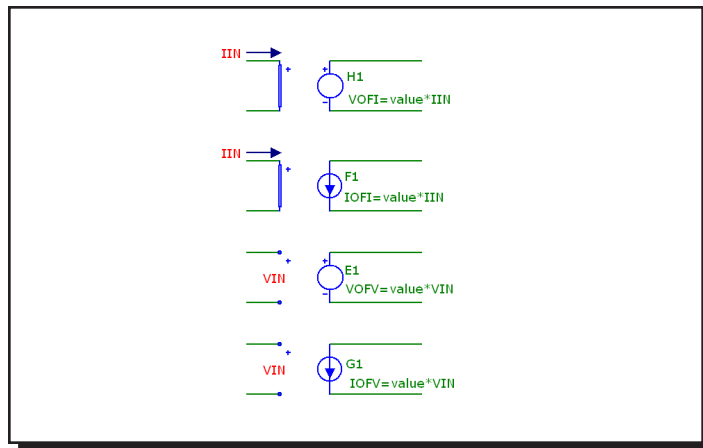 IIN
+ + H1
- VOFI=value*IIN
IIN
+ F1
IOFI=value*IIN
+ + E1
VIN
- VOFV=value*VIN
+ G1
VIN
IOFV=value*VIN